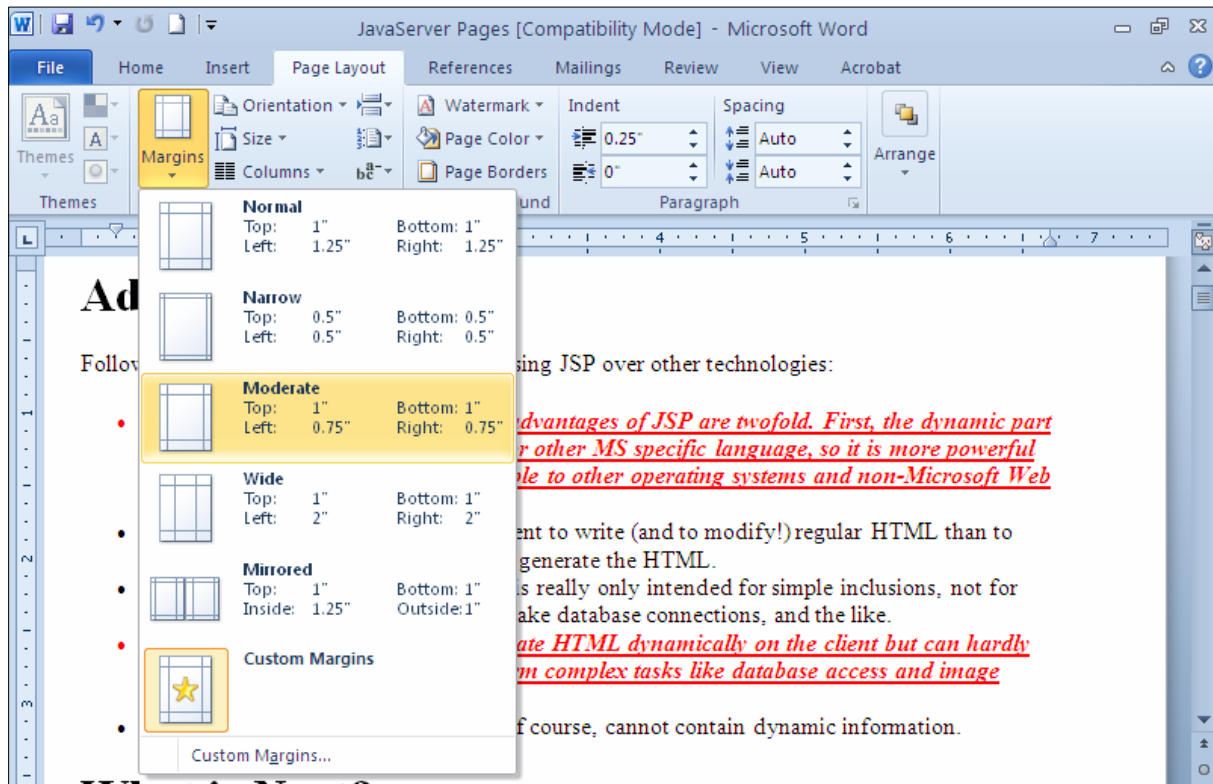 JavaServer Pages [Compatibility Mode] - Microsoft Word
File Home Insert Page Layout References Mailings Review View Acrobat
Aa Themes
A
Margins
Orientation
Size
Columns
Watermark
Page Color
Page Borders
Indent
0.25"
0"
Spacing
Auto
Auto
Arrange
Themes
Paragraph
4 5 6 7
Normal
Top: 1" Bottom: 1"
Left: 1.25" Right: 1.25"
Narrow
Top: 0.5" Bottom: 0.5"
Left: 0.5" Right: 0.5"
Moderate
Top: 1" Bottom: 1"
Left: 0.75" Right: 0.75"
Wide
Top: 1" Bottom: 1"
Left: 2" Right: 2"
Mirrored
Top: 1" Bottom: 1"
Inside: 1.25" Outside: 1"
Custom Margins
Custom Margins...
Ad
Follow sing JSP over other technologies:
dvantages of JSP are twofold. First, the dynamic part
r other MS specific language, so it is more powerful
ble to other operating systems and non-Microsoft Web
ent to write (and to modify!) regular HTML than to
generate the HTML.
is really only intended for simple inclusions, not for
ake database connections, and the like.
ate HTML dynamically on the client but can hardly
rm complex tasks like database access and image
f course, cannot contain dynamic information.